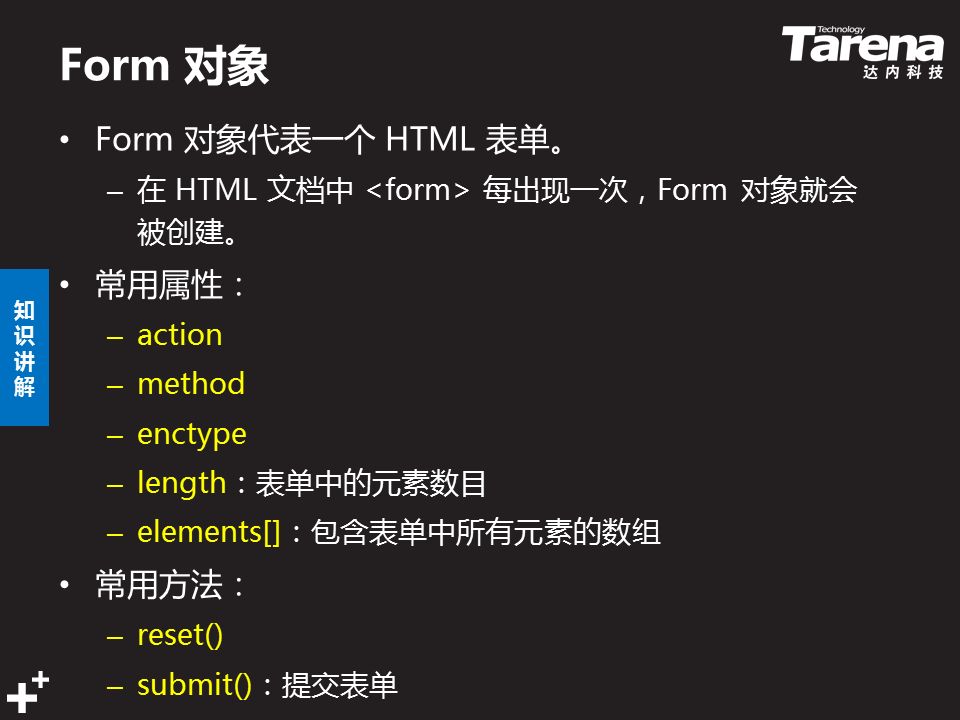 Form 对象
Technology
Tarena
达内科技
• Form 对象代表一个 HTML 表单。
– 在 HTML 文档中 <form> 每出现一次，Form 对象就会
被创建。
• 常用属性：
– action
– method
– enctype
– length：表单中的元素数目
– elements[]：包含表单中所有元素的数组
• 常用方法：
– reset()
– submit()：提交表单
知
识
讲
解